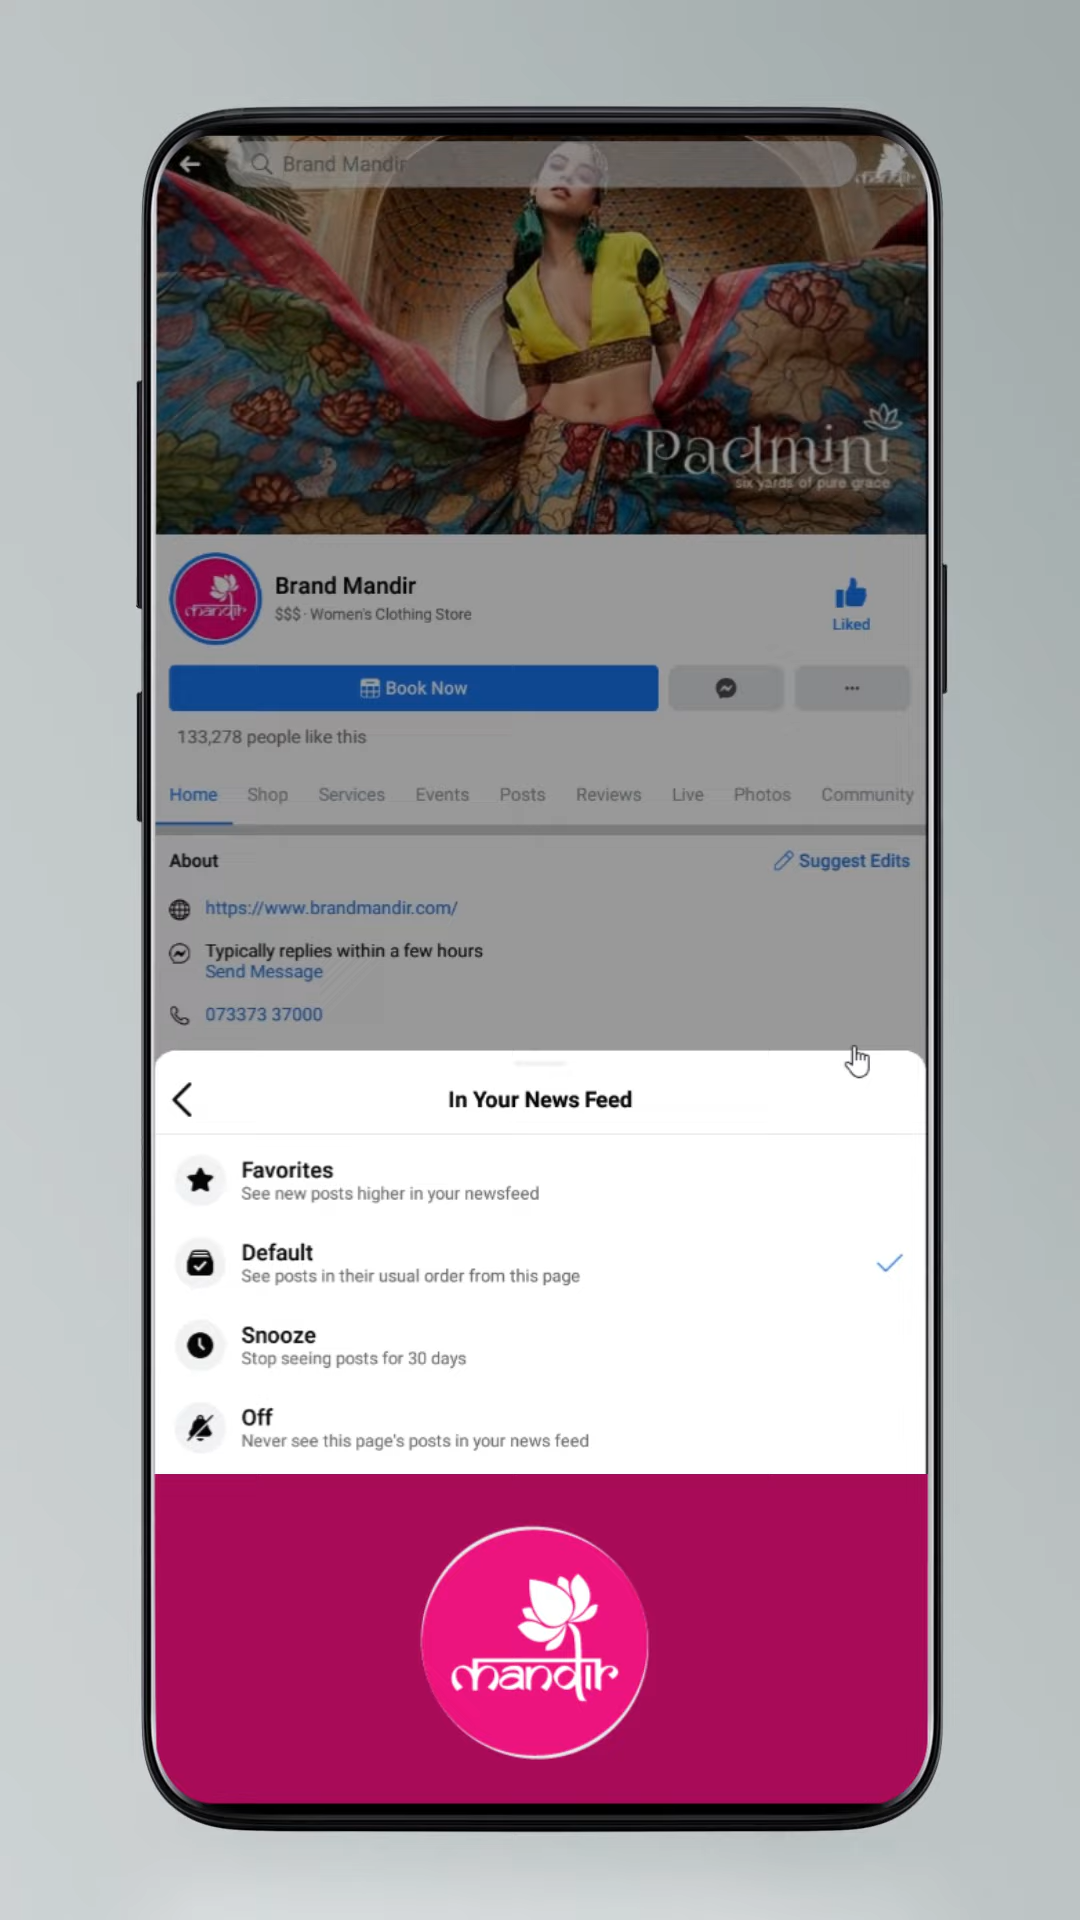 Brand Mandir
mandir
Padmini
six yards of pure grace
mandir
Brand Mandir
$$$ · Women's Clothing Store
Liked
Book Now
133,278 people like this
Home Shop Services Events Posts Reviews Live Photos Community
About
Suggest Edits
https://www.brandmandir.com/
Typically replies within a few hours
Send Message
073373 37000
In Your News Feed
Favorites
See new posts higher in your newsfeed
Default
See posts in their usual order from this page
Snooze
Stop seeing posts for 30 days
Off
Never see this page's posts in your news feed
mandir